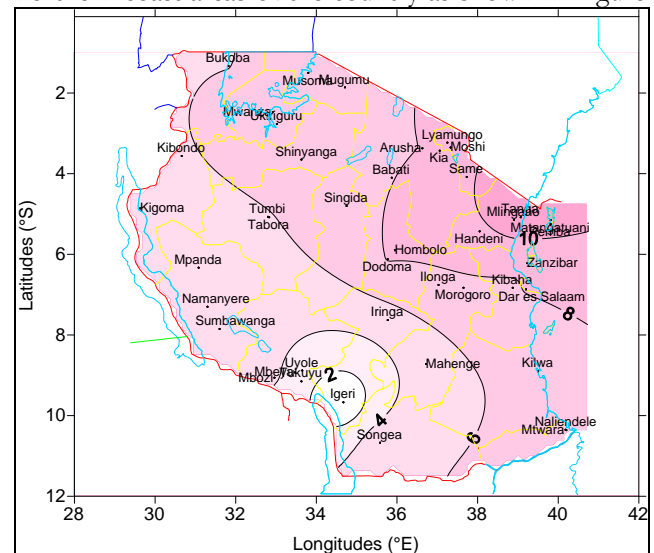 Bukoba
Musoma Mugumu
2
Mwanza
Ukiriguru
Lyamungo
Kibondo
Shinyanga
Arusha
Moshi
Kia
4
Babati
Same
Singida
Kigoma
Tumbi
Tabora
Tanga
Mlingano
Matangatuani
Pemba
Handeni
10
Hombolo
6
Mpanda
Dodoma
Zanzibar
Ilonga
Kibaha
Namanyere
Morogoro
Dar es Salaam
Iringa
8
Sumbawanga
8
Uyole
Mahenge
Kilwa
Mbeya
Tukuyu
Mbozi
2
Igeri
10
4
Songea
6
Naliendele
Mtwara
12
28 30 32 34 36 38 40 42
Latitudes (°S)
Longitudes (°E)